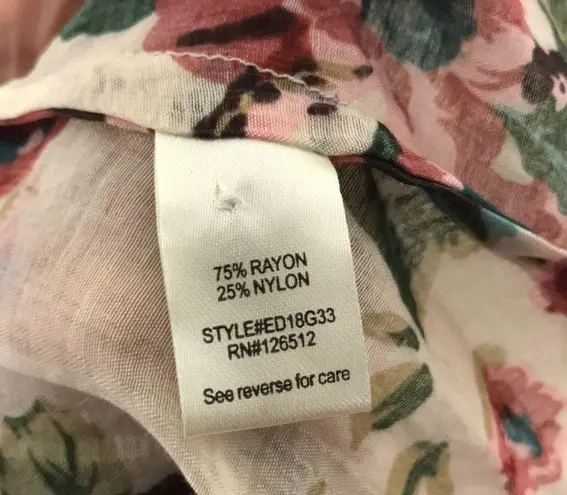 75% RAYON
25% NYLON
STYLE#ED18G33
RN#126512
See reverse for care